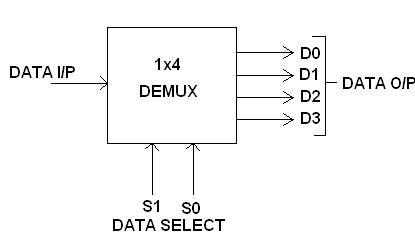 DATA I/P
1x4
DEMUX
D0
D1
D2
D3
DATA O/P
S1 S0
DATA SELECT